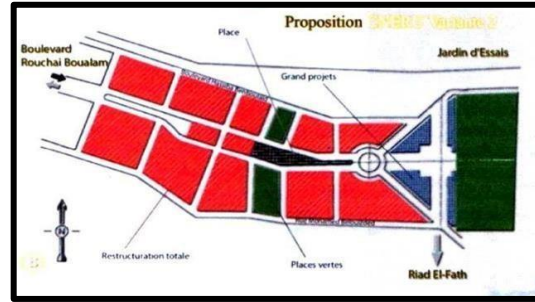 Proposition
Place
Boulevard
Rouchai Boualam
Jardin d'Essais
Grand projets
Restructuration totale
Places vertes
Riad El-Fath
N